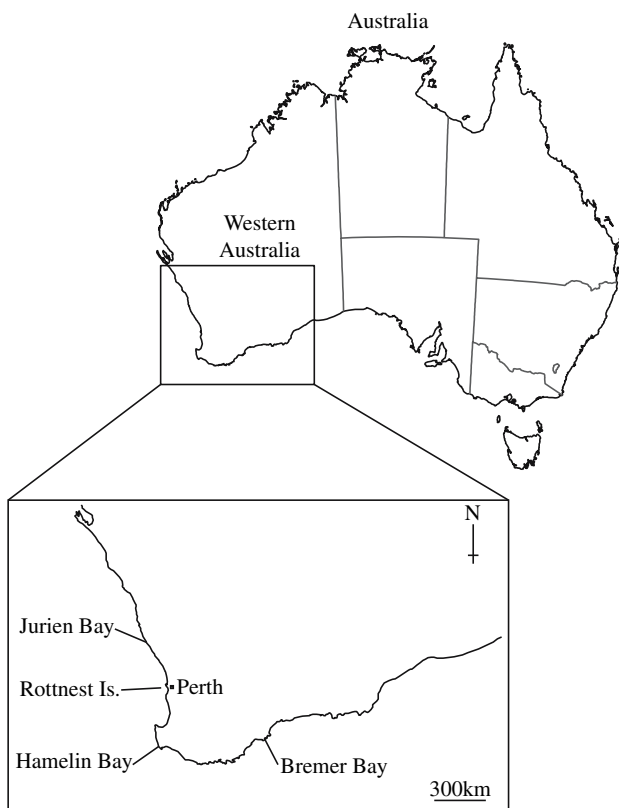 Australia
Western
Australia
N
Jurien Bay
Rottnest Is.
Perth
Hamelin Bay
Bremer Bay
300km